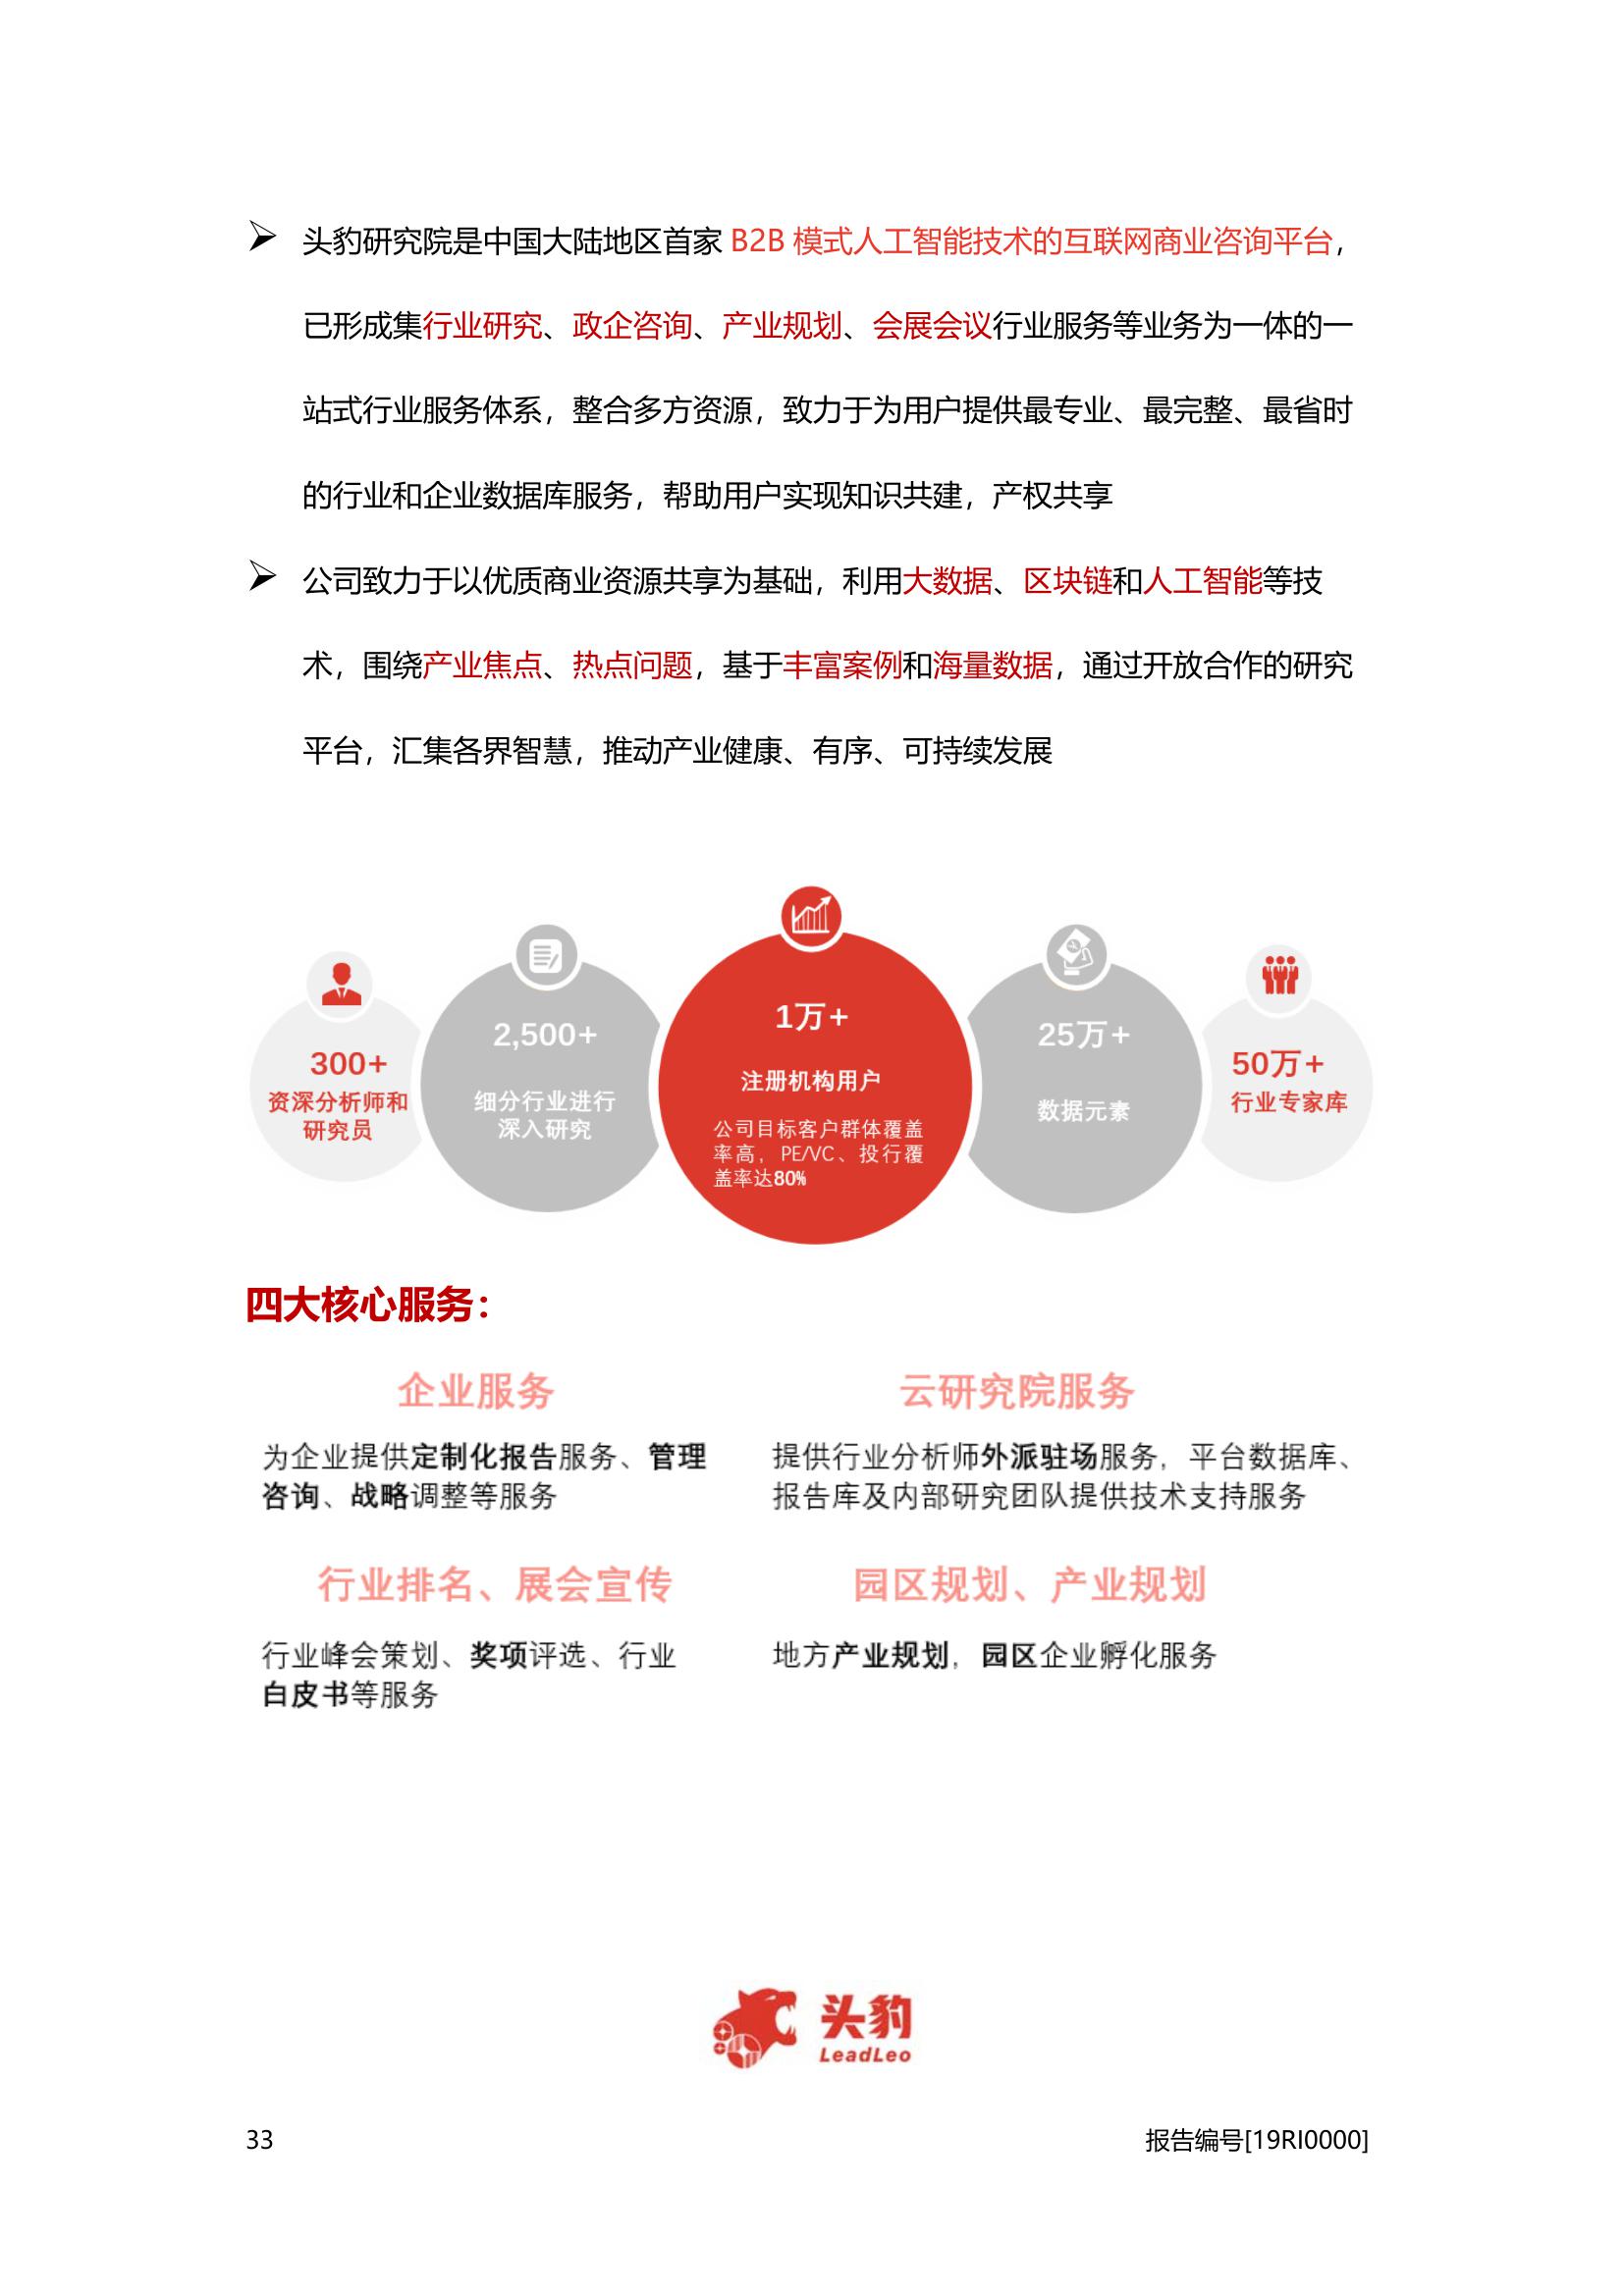 ➢ 头豹研究院是中国大陆地区首家 B2B 模式人工智能技术的互联网商业咨询平台，
已形成集行业研究、政企咨询、产业规划、会展会议行业服务等业务为一体的一
站式行业服务体系，整合多方资源，致力于为用户提供最专业、最完整、最省时
的行业和企业数据库服务，帮助用户实现知识共建，产权共享
➢ 公司致力于以优质商业资源共享为基础，利用大数据、区块链和人工智能等技
术，围绕产业焦点、热点问题，基于丰富案例和海量数据，通过开放合作的研究
平台，汇集各界智慧，推动产业健康、有序、可持续发展
300+
资深分析师和
研究员
2,500+
细分行业进行
深入研究
1万+
注册机构用户
公司目标客户群体覆盖
率高，PE/VC、投行覆
盖率达80%
25万+
数据元素
50万+
行业专家库
四大核心服务：
企业服务
为企业提供定制化报告服务、管理
咨询、战略调整等服务
云研究院服务
提供行业分析师外派驻场服务，平台数据库、
报告库及内部研究团队提供技术支持服务
行业排名、展会宣传
行业峰会策划、奖项评选、行业
白皮书等服务
园区规划、产业规划
地方产业规划，园区企业孵化服务
头豹
LeadLeo
33
报告编号[19RI0000]